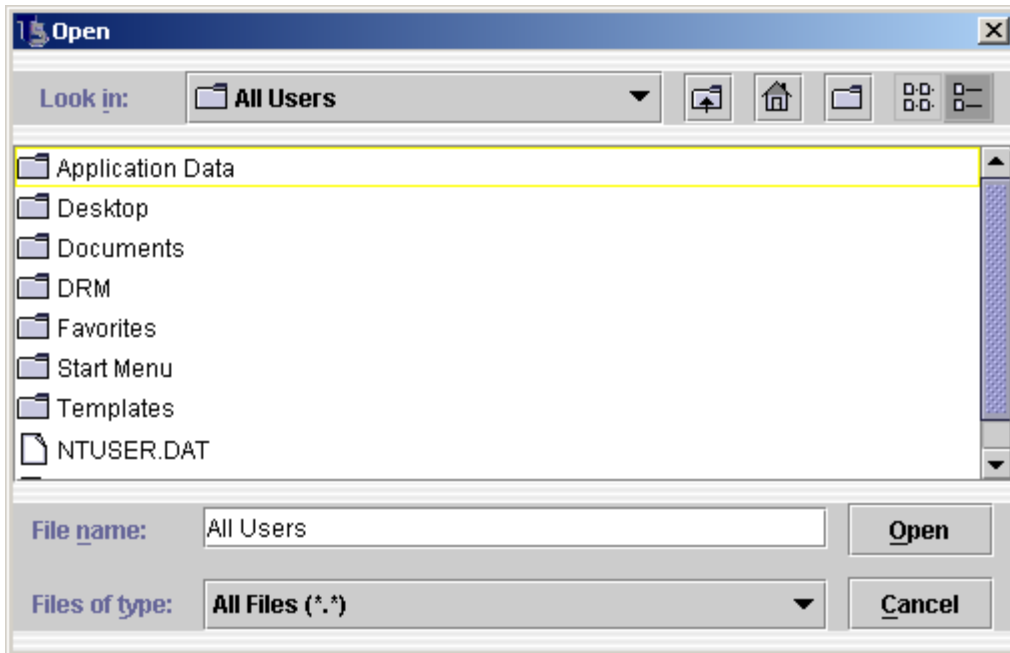 Open
Look in: All Users
Application Data
Desktop
Documents
DRM
Favorites
Start Menu
Templates
NTUSER.DAT
File name: All Users Open
Files of type: All Files (*.*) Cancel